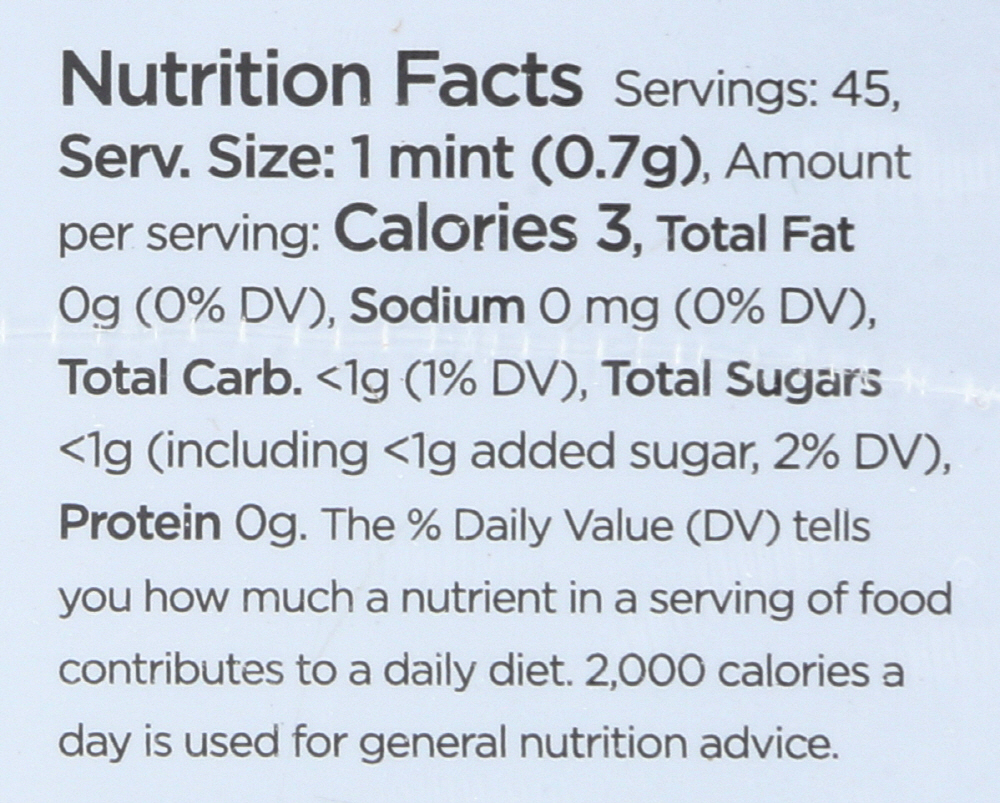 Nutrition Facts Servings: 45,
Serv. Size: 1 mint (0.7g), Amount
per serving: Calories 3, Total Fat
0g (0% DV), Sodium 0 mg (0% DV),
Total Carb. <1g (1% DV), Total Sugars
<1g (including <1g added sugar, 2% DV),
Protein 0g. The % Daily Value (DV) tells
you how much a nutrient in a serving of food
contributes to a daily diet. 2,000 calories a
day is used for general nutrition advice.